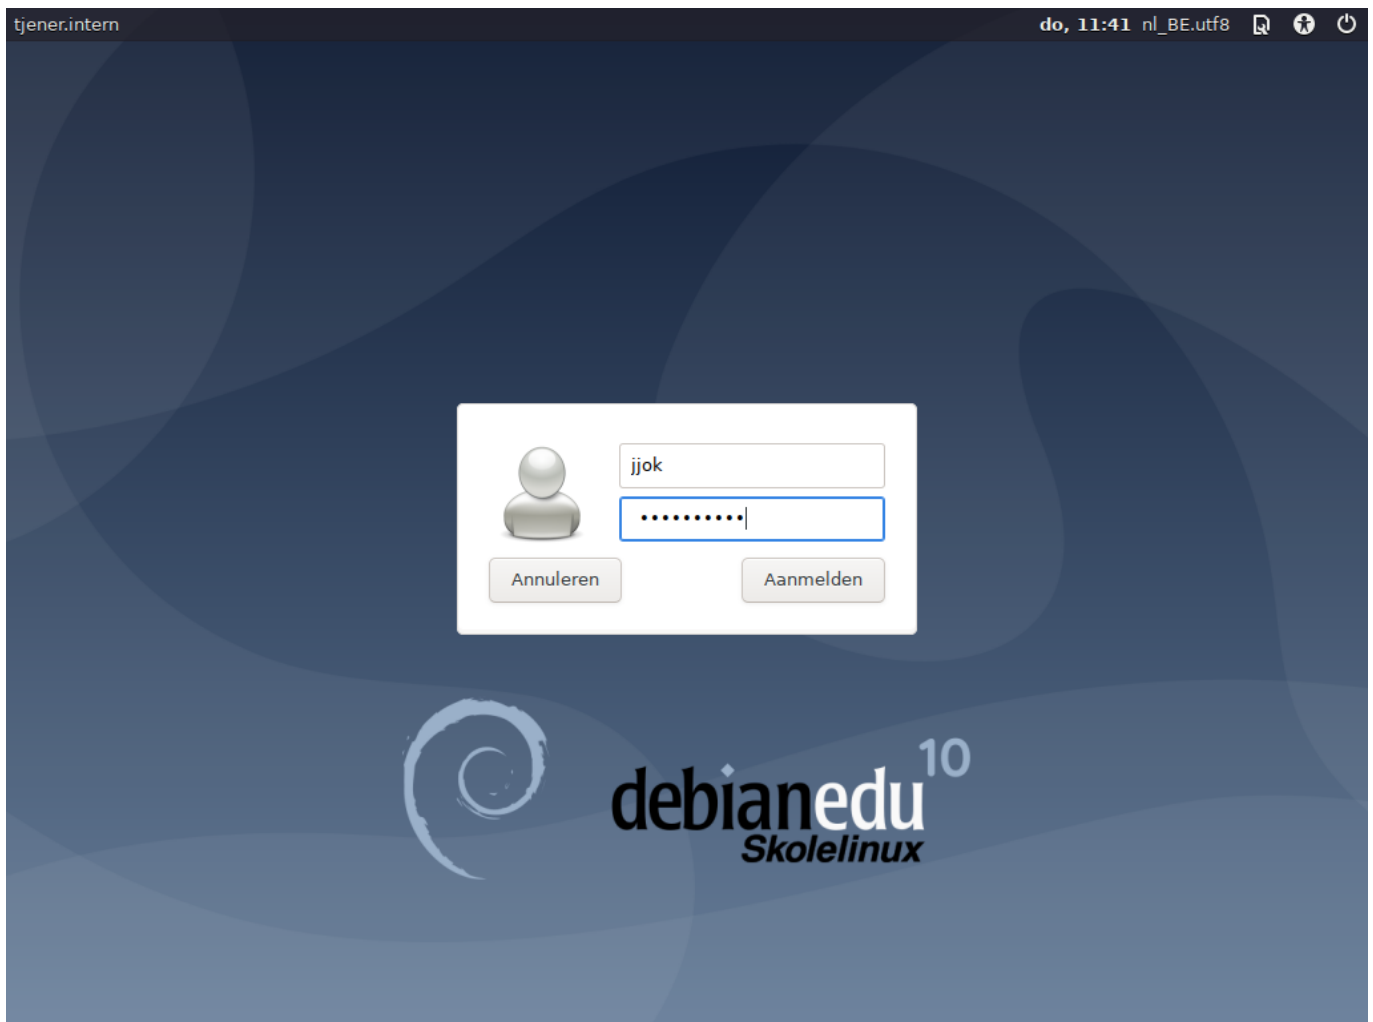 tjener.intern
do, 11:41 nl_BE.utf8
jjok
••••••••••
Annuleren
Aanmelden
debianedu 10
Skolelinux